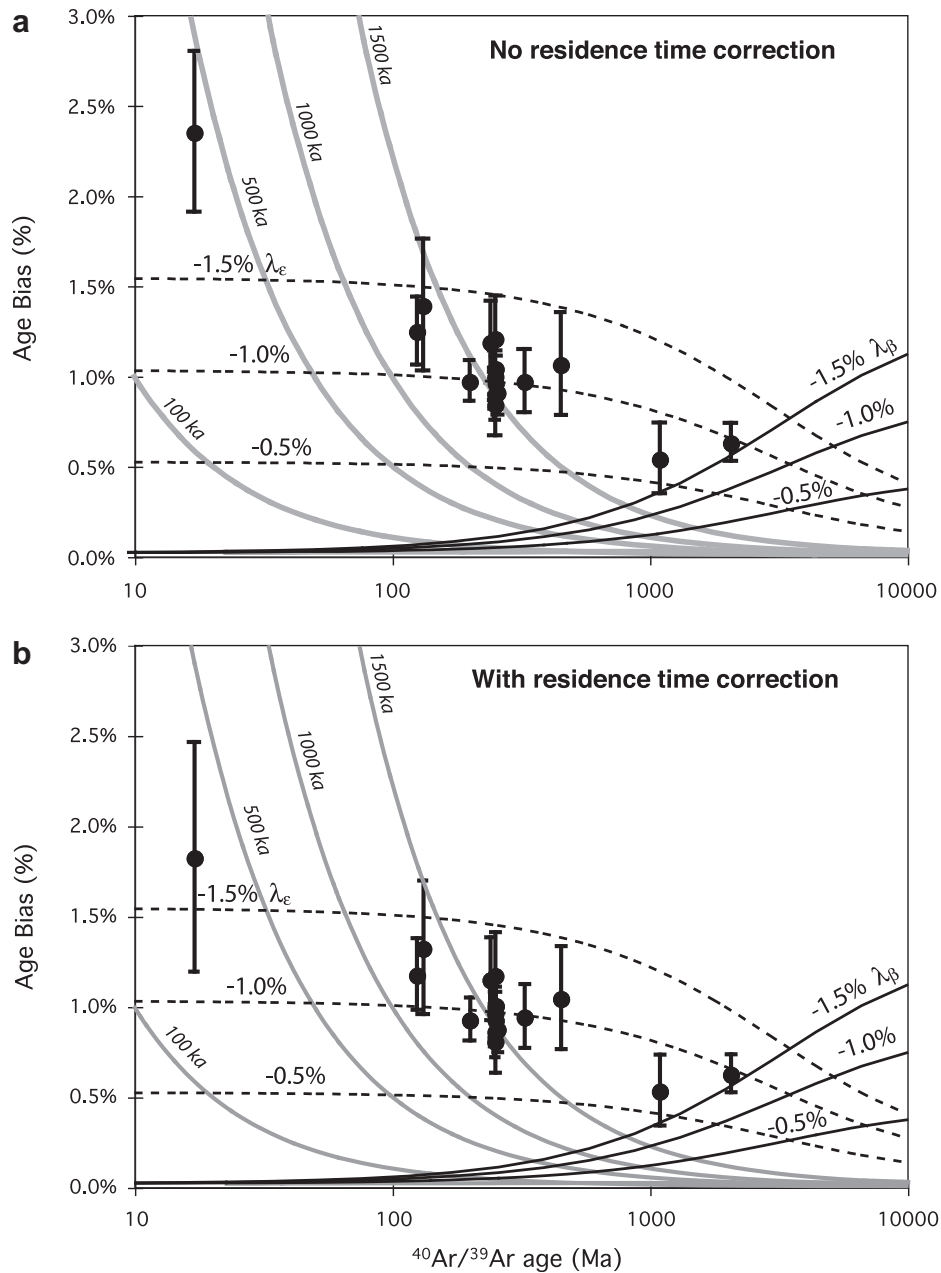 a
No residence time correction
3.0%
2.5%
2.0%
1.5%
1.0%
0.5%
0.0%
Age Bias (%)
1500 ka
1000 ka
500 ka
100 ka
-1.5% λε
-1.0%
-0.5%
-1.5% λβ
-1.0%
-0.5%
10
100
1000
10000
b
With residence time correction
3.0%
2.5%
2.0%
1.5%
1.0%
0.5%
0.0%
Age Bias (%)
1500 ka
1000 ka
500 ka
100 ka
-1.5% λε
-1.0%
-0.5%
-1.5% λβ
-1.0%
-0.5%
10
100
1000
10000
⁴⁰Ar/³⁹Ar age (Ma)